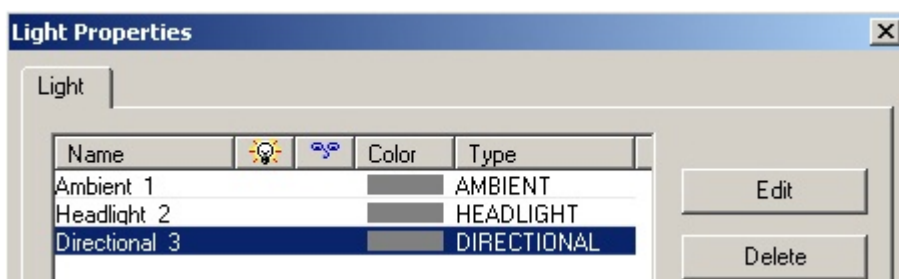 Light Properties
Light
Name Color Type
Ambient 1 AMBIENT
Headlight 2 HEADLIGHT
Directional 3 DIRECTIONAL
Edit
Delete